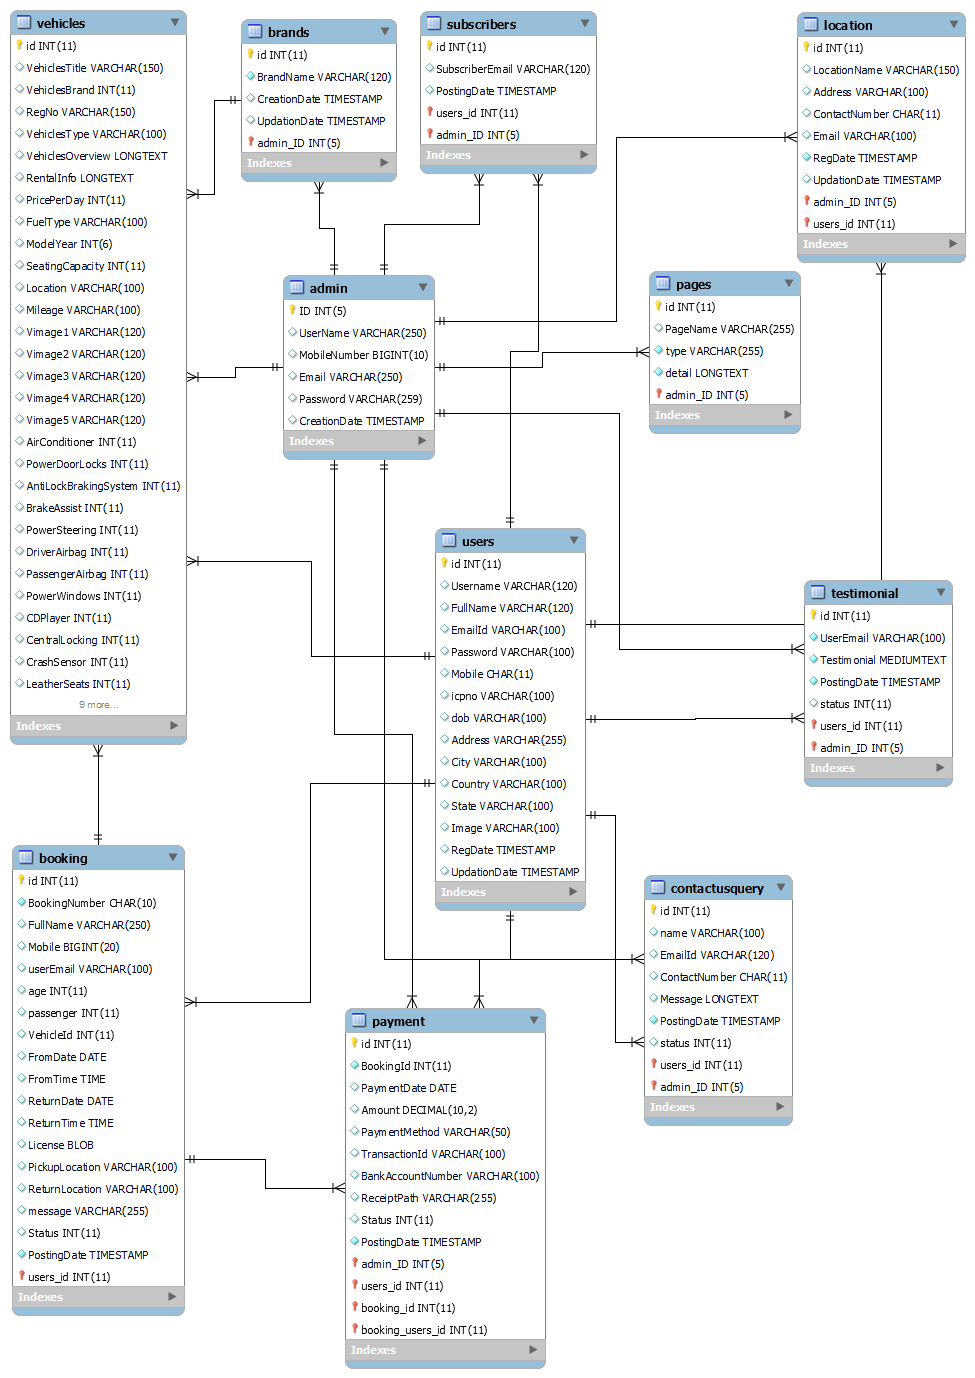 vehicles
id INT(11)
VehiclesTitle VARCHAR(150)
VehiclesBrand INT(11)
RegNo VARCHAR(150)
VehiclesType VARCHAR(100)
VehiclesOverview LONGTEXT
RentalInfo LONGTEXT
PricePerDay INT(11)
FuelType VARCHAR(100)
ModelYear INT(6)
SeatingCapacity INT(11)
Location VARCHAR(100)
Mileage VARCHAR(100)
Vimage1 VARCHAR(120)
Vimage2 VARCHAR(120)
Vimage3 VARCHAR(120)
Vimage4 VARCHAR(120)
Vimage5 VARCHAR(120)
AirConditioner INT(11)
PowerDoorLocks INT(11)
AntiLockBrakingSystem INT(11)
BrakeAssist INT(11)
PowerSteering INT(11)
DriverAirbag INT(11)
PassengerAirbag INT(11)
PowerWindows INT(11)
CDPlayer INT(11)
CentralLocking INT(11)
CrashSensor INT(11)
LeatherSeats INT(11)
9 more...
Indexes
brands
id INT(11)
BrandName VARCHAR(120)
CreationDate TIMESTAMP
UpdationDate TIMESTAMP
admin_ID INT(5)
Indexes
subscribers
id INT(11)
SubscriberEmail VARCHAR(120)
PostingDate TIMESTAMP
users_id INT(11)
admin_ID INT(5)
Indexes
location
id INT(11)
LocationName VARCHAR(150)
Address VARCHAR(100)
ContactNumber CHAR(11)
Email VARCHAR(100)
RegDate TIMESTAMP
UpdationDate TIMESTAMP
admin_ID INT(5)
users_id INT(11)
Indexes
admin
ID INT(5)
UserName VARCHAR(250)
MobileNumber BIGINT(10)
Email VARCHAR(250)
Password VARCHAR(259)
CreationDate TIMESTAMP
Indexes
pages
id INT(11)
PageName VARCHAR(255)
type VARCHAR(255)
detail LONGTEXT
admin_ID INT(5)
Indexes
users
id INT(11)
Username VARCHAR(120)
FullName VARCHAR(120)
EmailId VARCHAR(100)
Password VARCHAR(100)
Mobile CHAR(11)
icpno VARCHAR(100)
dob VARCHAR(100)
Address VARCHAR(255)
City VARCHAR(100)
Country VARCHAR(100)
State VARCHAR(100)
Image VARCHAR(100)
RegDate TIMESTAMP
UpdationDate TIMESTAMP
Indexes
testimonial
id INT(11)
UserEmail VARCHAR(100)
Testimonial MEDIUMTEXT
PostingDate TIMESTAMP
status INT(11)
users_id INT(11)
admin_ID INT(5)
Indexes
booking
id INT(11)
BookingNumber CHAR(10)
FullName VARCHAR(250)
Mobile BIGINT(20)
userEmail VARCHAR(100)
age INT(11)
passenger INT(11)
VehicleId INT(11)
FromDate DATE
FromTime TIME
ReturnDate DATE
ReturnTime TIME
License BLOB
PickupLocation VARCHAR(100)
ReturnLocation VARCHAR(100)
message VARCHAR(255)
Status INT(11)
PostingDate TIMESTAMP
users_id INT(11)
Indexes
contactusquery
id INT(11)
name VARCHAR(100)
EmailId VARCHAR(120)
ContactNumber CHAR(11)
Message LONGTEXT
PostingDate TIMESTAMP
status INT(11)
users_id INT(11)
admin_ID INT(5)
Indexes
payment
id INT(11)
BookingId INT(11)
PaymentDate DATE
Amount DECIMAL(10,2)
PaymentMethod VARCHAR(50)
TransactionId VARCHAR(100)
BankAccountNumber VARCHAR(100)
ReceiptPath VARCHAR(255)
Status INT(11)
PostingDate TIMESTAMP
admin_ID INT(5)
users_id INT(11)
booking_id INT(11)
booking_users_id INT(11)
Indexes